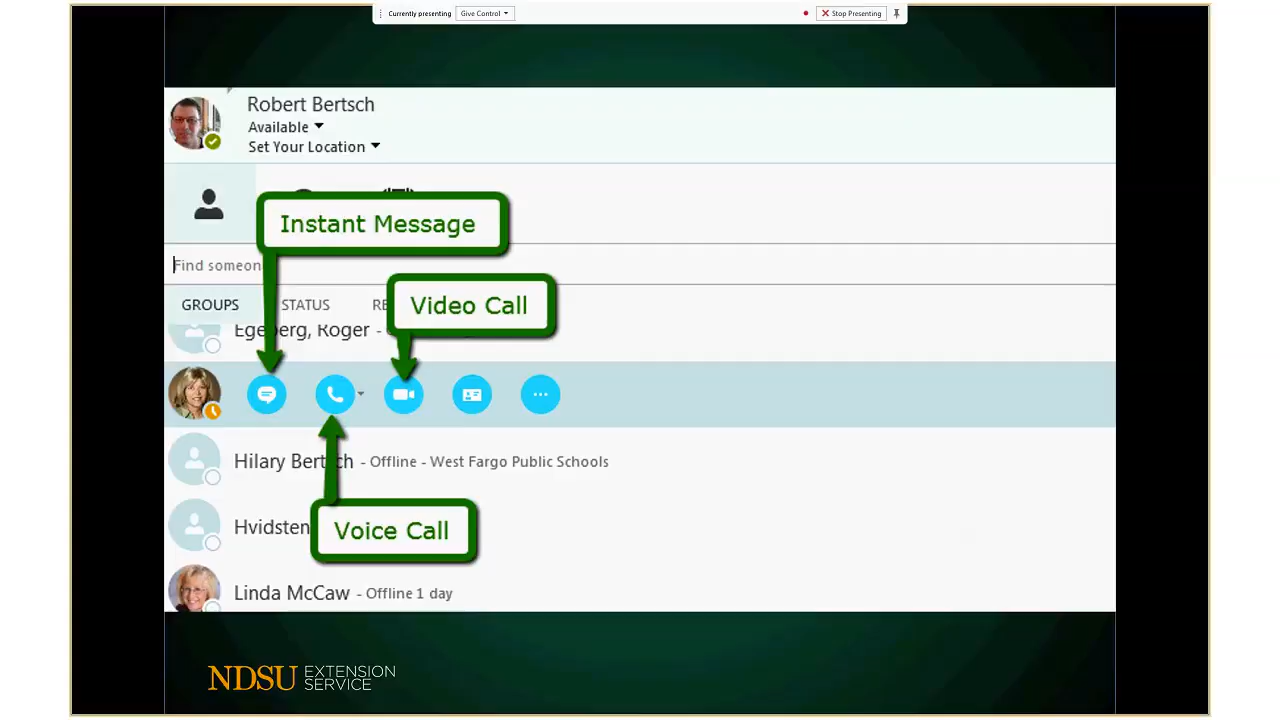 Currently presenting
Give Control
Stop Presenting
Robert Bertsch
Available
Set Your Location
Instant Message
Find someon
Video Call
GROUPS STATUS RE
Egeberg, Roger -
Hilary Bertsch - Offline - West Fargo Public Schools
Hvidsten
Voice Call
Linda McCaw - Offline 1 day
NDSU EXTENSION
SERVICE